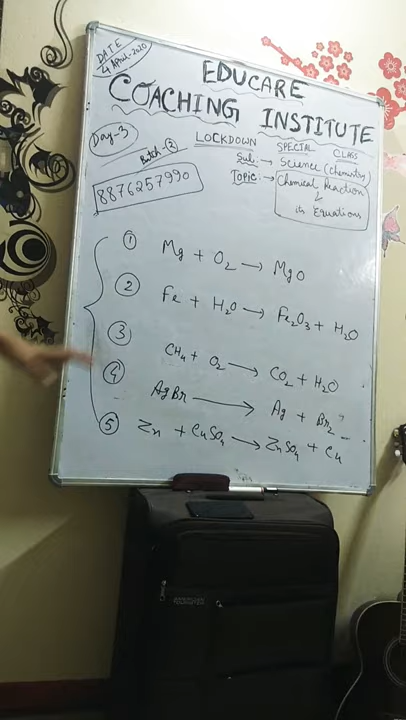 DATE
4 April-2020
EDUCARE
COACHING INSTITUTE
Day-3
LOCKDOWN SPECIAL CLASS
Batch-②
Sub. → Science (chemistry)
8876257990
Topic → Chemical Reaction
&
its Equations
① Mg + O₂ → MgO
② Fe + H₂O → Fe₂O₃ + H₂O
③ CH₄ + O₂ → CO₂ + H₂O
④ AgBr → Ag + Br₂
⑤ Zn + CuSO₄ → ZnSO₄ + Cu